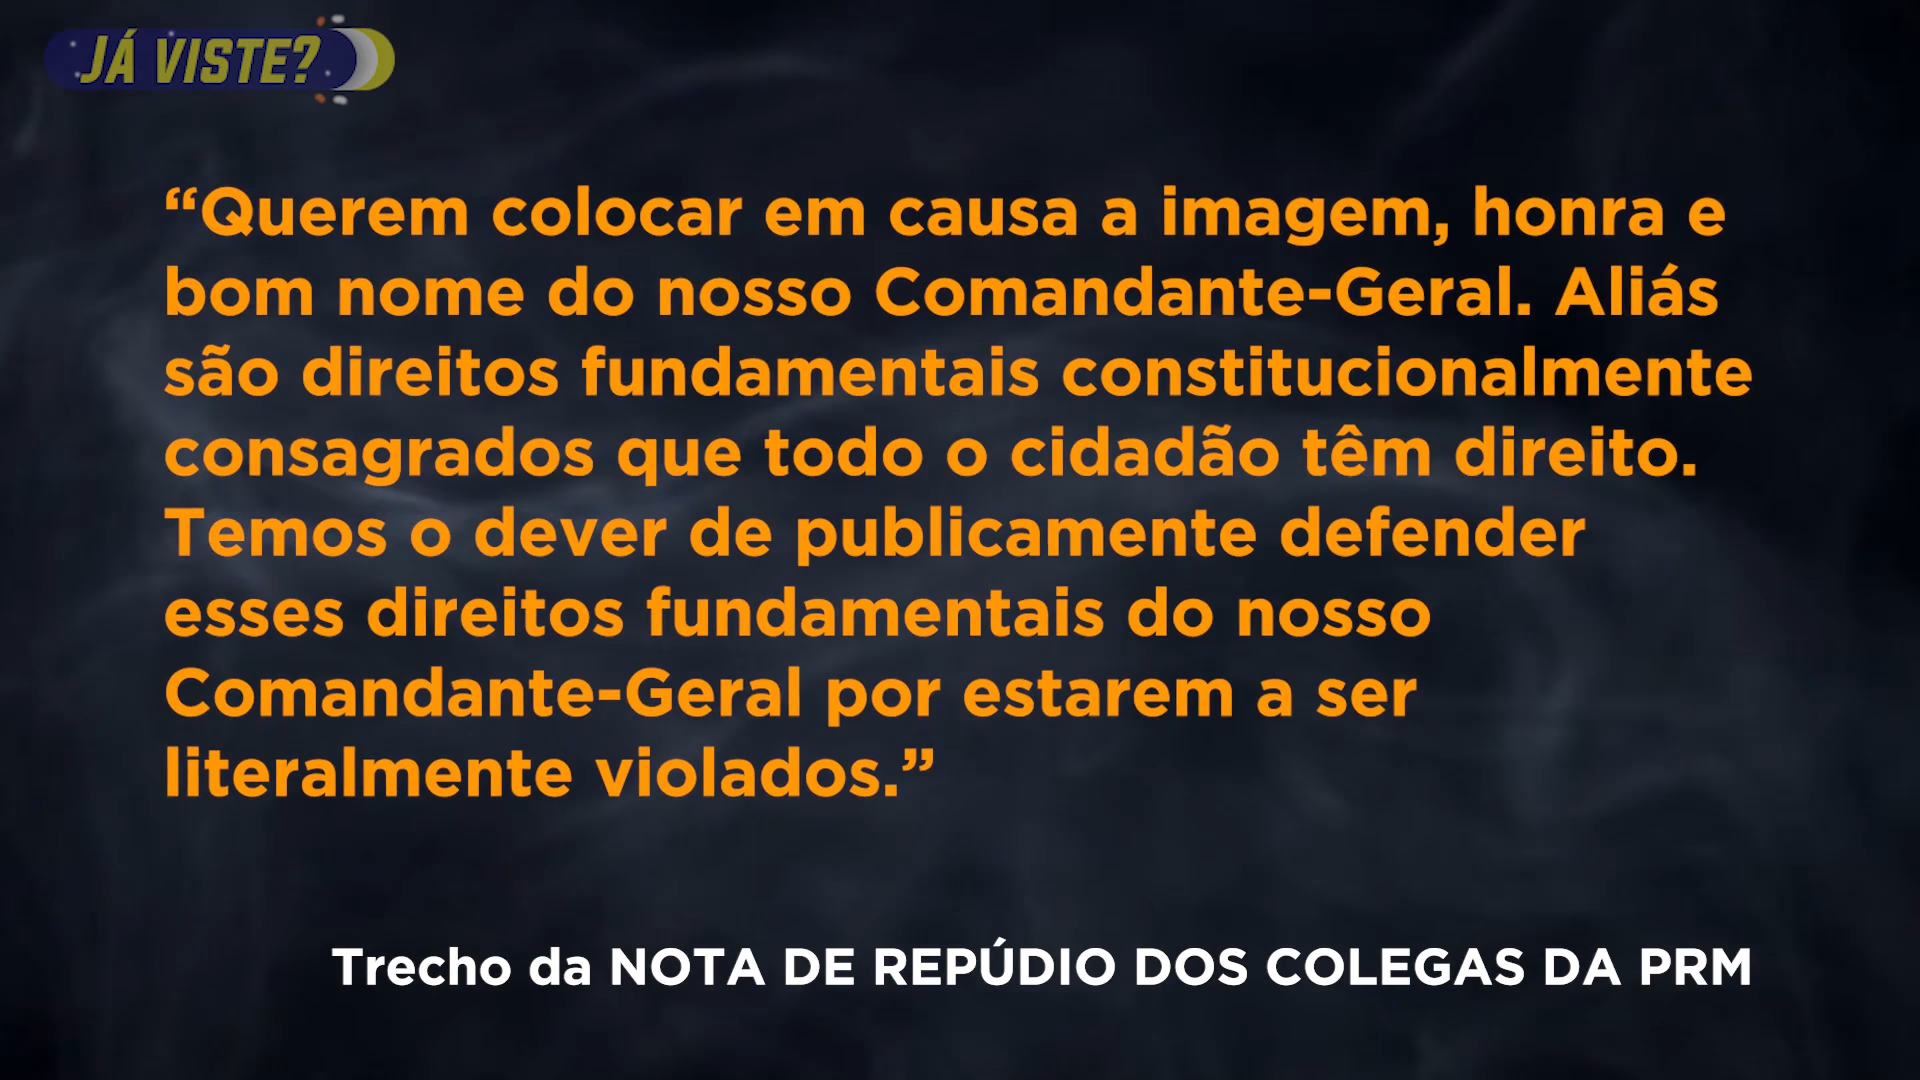 JÁ VISTE?
“Querem colocar em causa a imagem, honra e
bom nome do nosso Comandante-Geral. Aliás
são direitos fundamentais constitucionalmente
consagrados que todo o cidadão têm direito.
Temos o dever de publicamente defender
esses direitos fundamentais do nosso
Comandante-Geral por estarem a ser
literalmente violados.”
Trecho da NOTA DE REPÚDIO DOS COLEGAS DA PRM